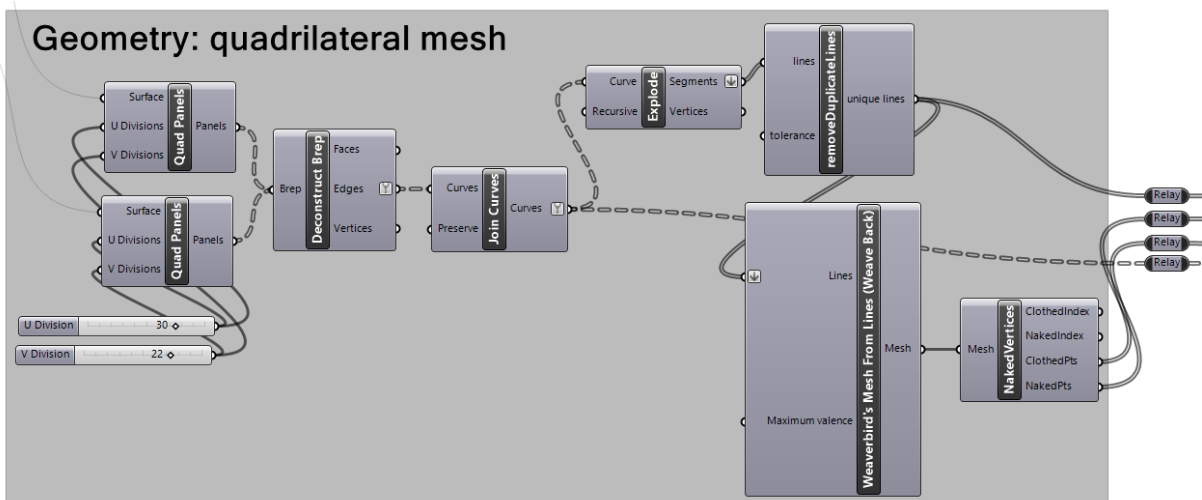 Geometry: quadrilateral mesh
Surface
U Divisions
V Divisions
Quad Panels
Panels
Surface
U Divisions
V Divisions
Quad Panels
Panels
U Division 30
V Division 22
Brep
Deconstruct Brep
Faces
Edges
Vertices
Curves
Preserve
Join Curves
Curves
Curve
Recursive
Explode
Segments
Vertices
lines
tolerance
removeDuplicateLines
unique lines
Lines
Maximum valence
Weaverbird's Mesh From Lines (Weave Back)
Mesh
Mesh
NakedVertices
ClothedIndex
NakedIndex
ClothedPts
NakedPts
Relay
Relay
Relay
Relay